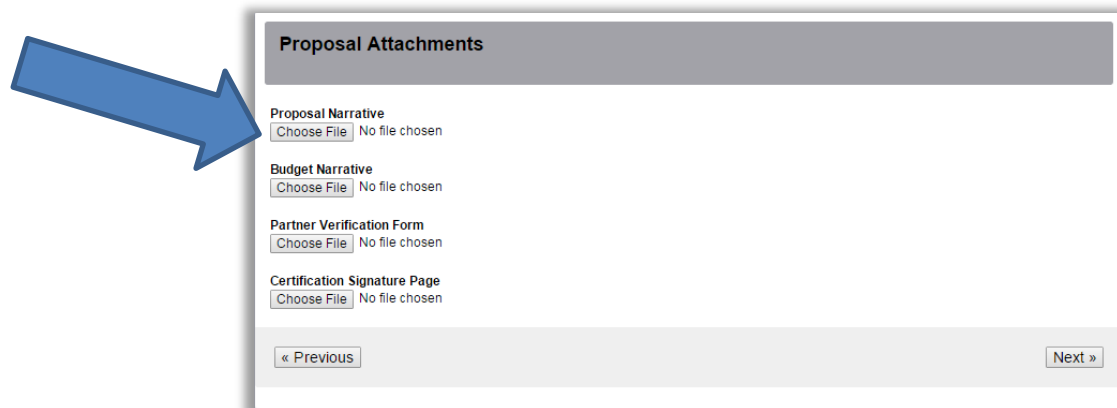 Proposal Attachments
Proposal Narrative
Choose File No file chosen
Budget Narrative
Choose File No file chosen
Partner Verification Form
Choose File No file chosen
Certification Signature Page
Choose File No file chosen
« Previous Next »